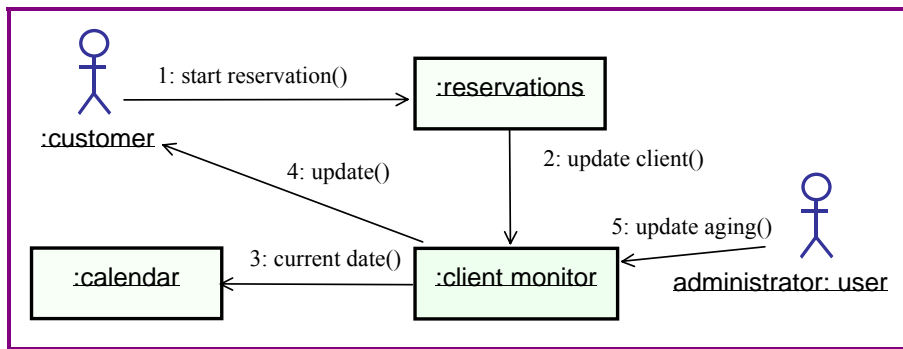 1: start reservation()
:reservations
:customer
4: update()
2: update client()
5: update aging()
3: current date()
:calendar
:client monitor
administrator: user